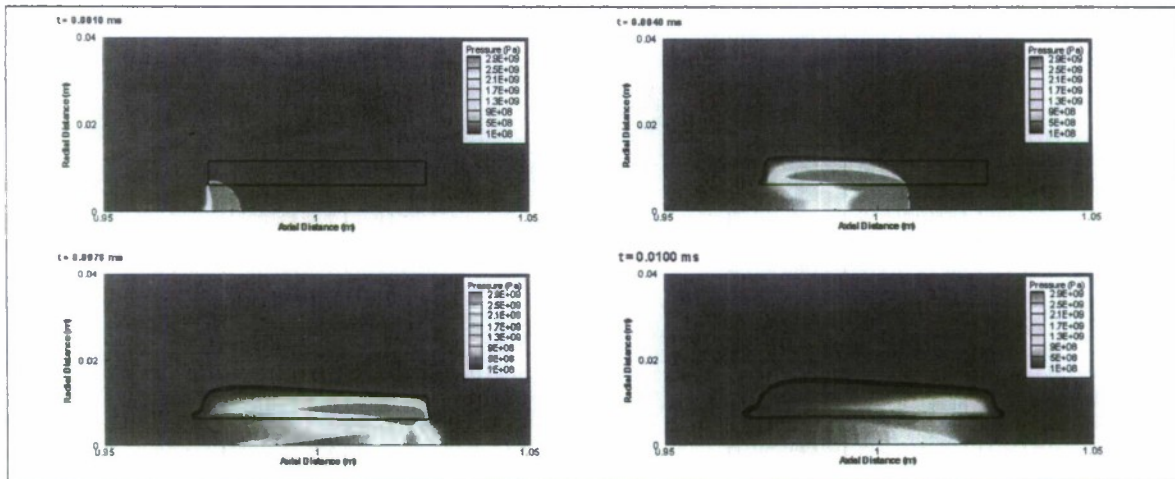 t = 0.0010 ms
0.04
0.02
0
Radial Distance (m)
0.95
1
1.05
Axial Distance (m)
Pressure (Pa)
2.9E+09
2.5E+09
2.1E+09
1.7E+09
1.3E+09
9E+08
5E+08
1E+08
0.04
0.02
0
Radial Distance (m)
0.95
1
1.05
Axial Distance (m)
Pressure (Pa)
2.9E+09
2.5E+09
2.1E+09
1.7E+09
1.3E+09
9E+08
5E+08
1E+08
0.04
0.02
0
Radial Distance (m)
0.95
1
1.05
Axial Distance (m)
Pressure (Pa)
2.9E+09
2.5E+09
2.1E+09
1.7E+09
1.3E+09
9E+08
5E+08
1E+08
t = 0.0100 ms
0.04
0.02
0
Radial Distance (m)
0.95
1
1.05
Axial Distance (m)
Pressure (Pa)
2.9E+09
2.5E+09
2.1E+09
1.7E+09
1.3E+09
9E+08
5E+08
1E+08